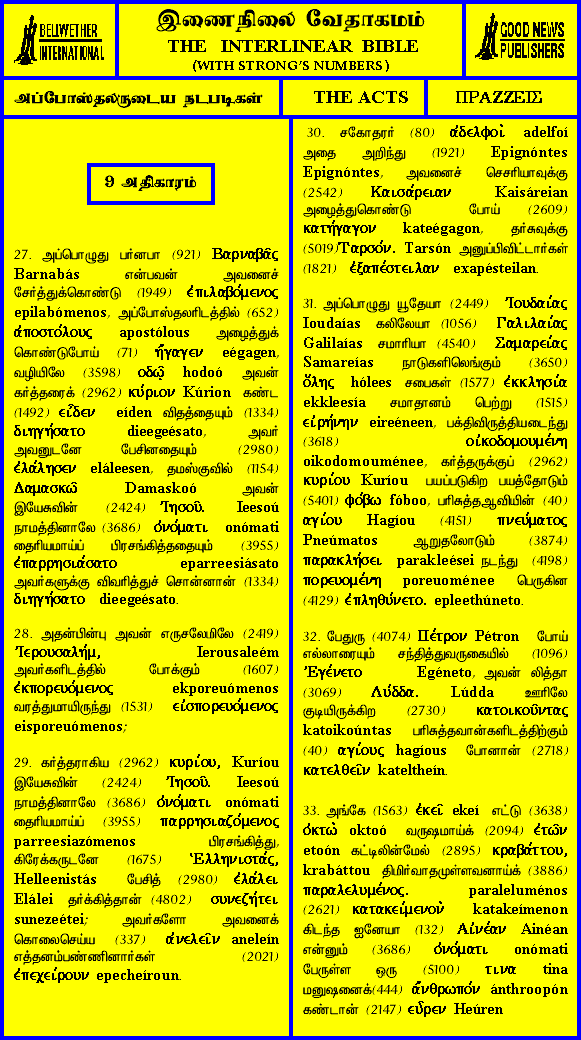 BELLWETHER
INTERNATIONAL
இணைநிலை வேதாகமம்
THE INTERLINEAR BIBLE
(WITH STRONG'S NUMBERS)
GOOD NEWS
PUBLISHERS
அப்போஸ்தலருடைய நடபடிகள்
THE ACTS
ΠΡΑΖΖΕΙΣ
9 அதிகாரம்
27. அப்பொழுது பர்னபா (921) Βαρναβᾶς
Barnabás என்பவன் அவனைச்
சேர்த்துக்கொண்டு (1949) ἐπιλαβόμενος
epilabómenos, அப்போஸ்தலரிடத்தில் (652)
ἀποστόλους apostólous அழைத்துக்
கொண்டுபோய் (71) ἤγαγεν eégagen,
வழியிலே (3598) οδῷ hodoó அவன்
கர்த்தரைக் (2962) κύριον Kúrion கண்ட
(1492) εἶδεν eíden விதத்தையும் (1334)
διηγήσατο dieegeésato, அவர்
அவனுடனே பேசினதையும் (2980)
ἐλάλησεν eláleesen, தமஸ்குவில் (1154)
Δαμασκῶ Damaskoó அவன்
இயேசுவின் (2424) Ἰησοῦ. Ieesoú
நாமத்தினாலே (3686) ὀνόματι onómati
தைரியமாய்ப் பிரசங்கித்ததையும் (3955)
ἐπαρρησιάσατο eparreesiásato
அவர்களுக்கு விவரித்துச் சொன்னான் (1334)
διηγήσατο dieegeésato.
28. அதன்பின்பு அவன் எருசலேமிலே (2419)
Ἰερουσαλήμ, Ierousaleém
அவர்களிடத்தில் போக்கும் (1607)
ἐκπορευόμενος ekporeuómenos
வரத்துமாயிருந்து (1531) εἰσπορευόμενος
eisporeuómenos;
29. கர்த்தராகிய (2962) κυρίου, Kuríou
இயேசுவின் (2424) Ἰησοῦ. Ieesoú
நாமத்தினாலே (3686) ὀνόματι onómati
தைரியமாய்ப் (3955) παρρησιαζόμενος
parreesiazómenos பிரசங்கித்து,
கிரேக்கருடனே (1675) Ἑλληνιστάς,
Helleenistás பேசித் (2980) ἐλάλει
Elálei தர்க்கித்தான் (4802) συνεζήτει
sunezeétei; அவர்களோ அவனைக்
கொலைசெய்ய (337) ἀνελεῖν aneleín
எத்தனம்பண்ணினார்கள் (2021)
ἐπεχείρουν epecheíroun.
30. சகோதரர் (80) ἀδελφοὶ adelfoí
அதை அறிந்து (1921) Epignóntes
Epignóntes, அவனைச் செசரியாவுக்கு
(2542) Καισάρειαν Kaisáreian
அழைத்துகொண்டு போய் (2609)
κατήγαγον kateégagon, தர்சுவுக்கு
(5019)Ταρσόν. Tarsón அனுப்பிவிட்டார்கள்
(1821) ἐξαπέστειλαν exapésteilan.
31. அப்பொழுது யூதேயா (2449) Ἰουδαίας
Ioudaías கலிலேயா (1056) Γαλιλαίας
Galilaías சமாரியா (4540) Σαμαρείας
Samareías நாடுகளிலெங்கும் (3650)
ὅλης hólees சபைகள் (1577) ἐκκλησία
ekkleesía சமாதானம் பெற்று (1515)
εἰρήνην eireéneen, பக்திவிருத்தியடைந்து
(3618) οἰκοδομουμένη
oikodomouménee, கர்த்தருக்குப் (2962)
κυρίου Kuríou பயப்படுகிற பயத்தோடும்
(5401) φόβω fóboo, பரிசுத்தஆவியின் (40)
αγίου Hagíou (4151) πνεύματος
Pneúmatos ஆறுதலோடும் (3874)
παρακλήσει parakleései நடந்து (4198)
πορευομένη poreuoménee பெருகின
(4129) ἐπληθύνετο. epleethúneto.
32. பேதுரு (4074) Πέτρον Pétron போய்
எல்லாரையும் சந்தித்துவருகையில் (1096)
Ἐγένετο Egéneto, அவன் லித்தா
(3069) Λύδδα. Lúdda ஊரிலே
குடியிருக்கிற (2730) κατοικοῦντας
katoikoúntas பரிசுத்தவான்களிடத்திற்கும்
(40) αγίους hagíous போனான் (2718)
κατελθεῖν kateltheín.
33. அங்கே (1563) ἐκεῖ ekeí எட்டு (3638)
ὀκτὼ oktoó வருஷமாய்க் (2094) ἐτῶν
etoón கட்டிலின்மேல் (2895) κραβάττου,
krabáttou திமிர்வாதமுள்ளவனாய்க் (3886)
παραλελυμένος. paraleluménos
(2621) κατακείμενον katakeímenon
கிடந்த ஐனேயா (132) Αἰνέαν Ainéan
என்னும் (3686) ὀνόματι onómati
பேருள்ள ஒரு (5100) τινα tina
மனுஷனைக்(444) ἄνθρωπόν ánthroopón
கண்டான் (2147) εὗρεν Heúren